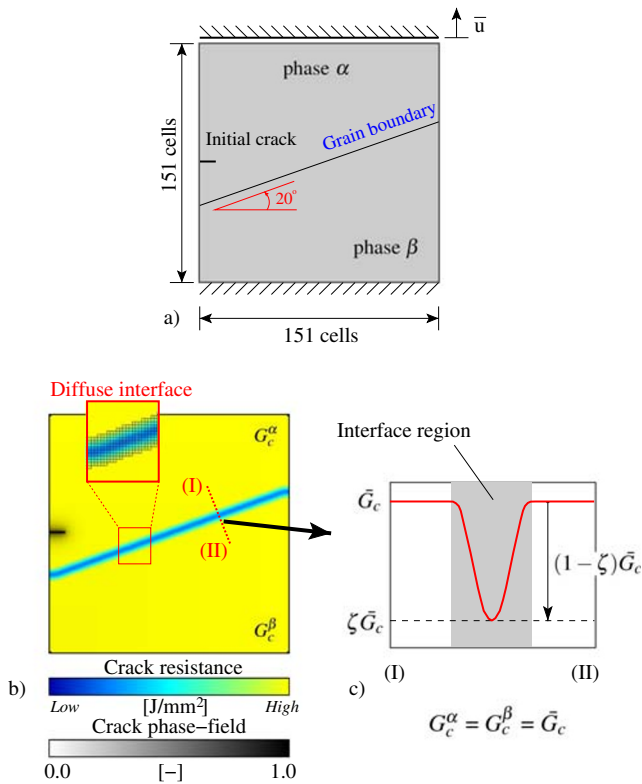 ū
phase α
Grain boundary
Initial crack
151 cells
20°
phase β
a)
151 cells
Diffuse interface
G_c^α
(I)
(II)
G_c^β
Interface region
Ḡ_c
(1−ζ)Ḡ_c
ζḠ_c
(I)
(II)
b)
Crack resistance
Low
[J/mm²]
High
Crack phase−field
0.0
[−]
1.0
c)
G_c^α = G_c^β = Ḡ_c